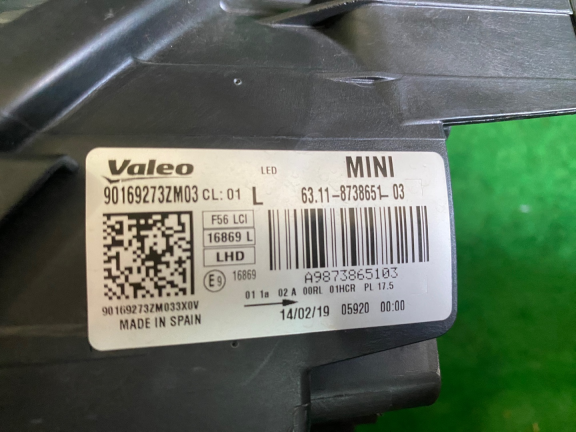 Valeo LED MINI
90169273ZM03 CL: 01 L 63.11-8738651-03
F56 LCI
16869 L
LHD
E9 16869
A9873865103
01 1a 02 A 00RL 01HCR PL 17.5
90169273ZM033X0V
MADE IN SPAIN 14/02/19 05920 00:00